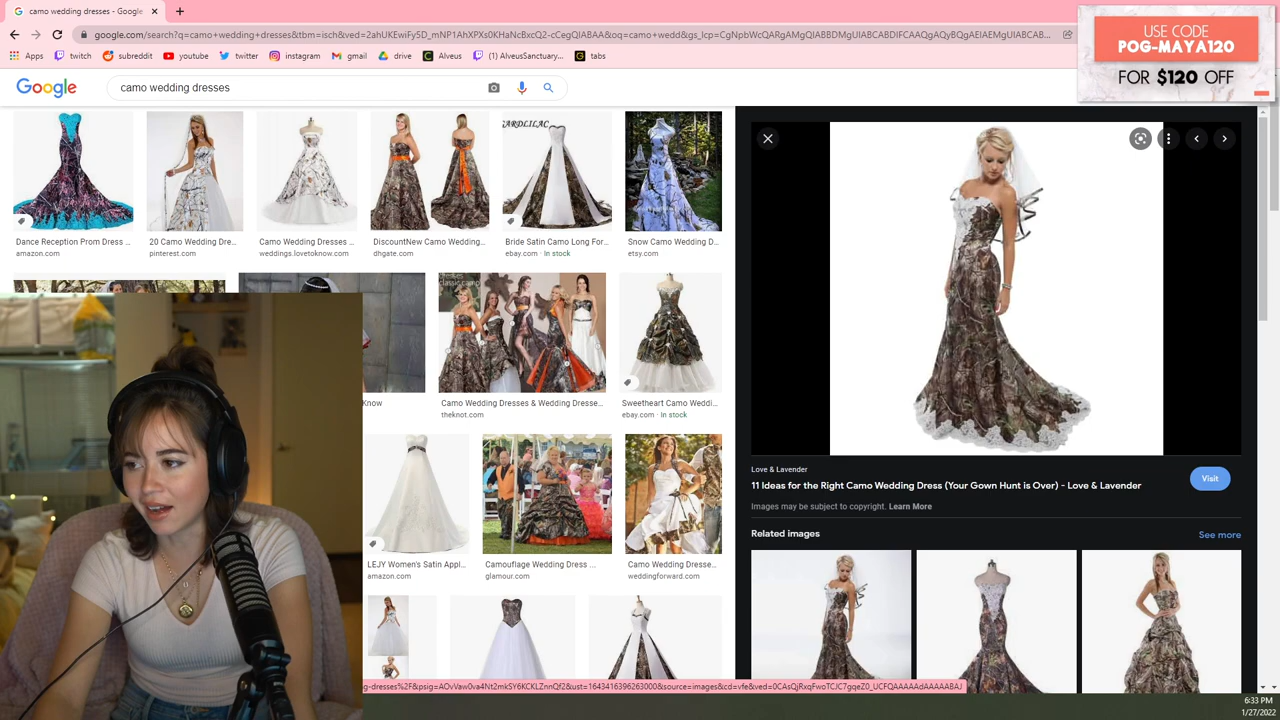 camo wedding dresses - Google
google.com/search?q=camo+wedding+dresses&tbm=isch&ved=2ahUKEwiFy5D_mNP1AhX
Apps
twitch
subreddit
youtube
twitter
instagram
gmail
drive
Alveus
(1) AlveusSanctuary...
tabs
USE CODE
POG-MAYA120
FOR $120 OFF
Google
camo wedding dresses
GARDLILAC
Dance Reception Prom Dress ...
amazon.com
20 Camo Wedding Dre...
pinterest.com
Camo Wedding Dresses ...
weddings.lovetoknow.com
DiscountNew Camo Wedding...
dhgate.com
Bride Satin Camo Long For...
ebay.com · In stock
Snow Camo Wedding D...
etsy.com
classic camo
Know
Camo Wedding Dresses & Wedding Dresse...
theknot.com
Sweetheart Camo Weddi...
ebay.com · In stock
LEJY Women's Satin Appl...
amazon.com
Camouflage Wedding Dress ...
glamour.com
Camo Wedding Dresse...
weddingforward.com
Love & Lavender
11 Ideas for the Right Camo Wedding Dress (Your Gown Hunt is Over) - Love & Lavender
Visit
Images may be subject to copyright. Learn More
Related images
See more
6:33 PM
1/27/2022